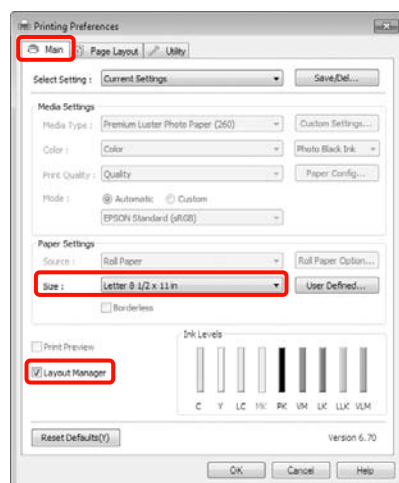 Printing Preferences
Main Page Layout Utility
Select Setting : Current Settings Save/Del...
Media Settings
Media Type : Premium Luster Photo Paper (260) Custom Settings...
Color : Color Photo Black Ink
Print Quality : Quality Paper Config...
Mode : Automatic Custom
EPSON Standard (sRGB)
Paper Settings
Source : Roll Paper Roll Paper Option...
Size : Letter 8 1/2 x 11 in User Defined...
Borderless
Ink Levels
Print Preview
Layout Manager
C Y LC MK PK VM LK LLK VLM
Reset Defaults(Y) Version 6.70
OK Cancel Help